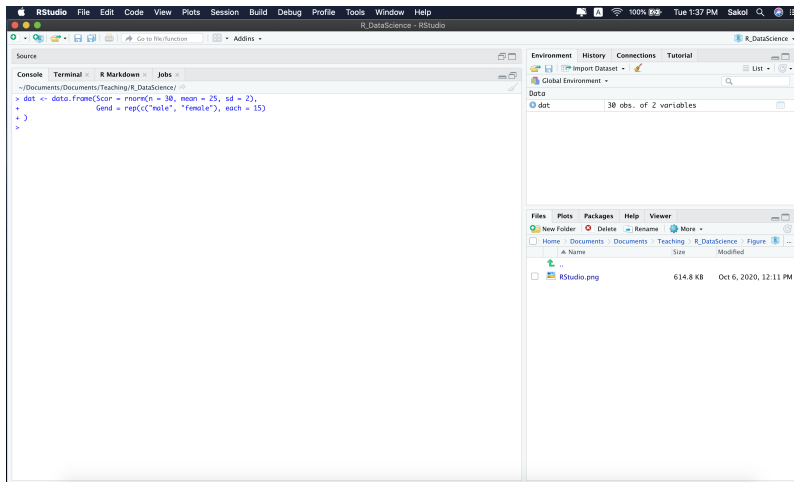 RStudio File Edit Code View Plots Session Build Debug Profile Tools Window Help A 100% Tue 1:37 PM Sakol
R_DataScience - RStudio
Go to file/function Addins R_DataScience
Source
Console Terminal R Markdown Jobs
~/Documents/Documents/Teaching/R_DataScience/
> dat <- data.frame(Scor = rnorm(n = 30, mean = 25, sd = 2),
+ Gend = rep(c("male", "female"), each = 15)
+ )
>
Environment History Connections Tutorial
Import Dataset List
Global Environment
Data
dat 30 obs. of 2 variables
Files Plots Packages Help Viewer
New Folder Delete Rename More
Home Documents Documents Teaching R_DataScience Figure ...
Name Size Modified
..
RStudio.png 614.8 KB Oct 6, 2020, 12:11 PM